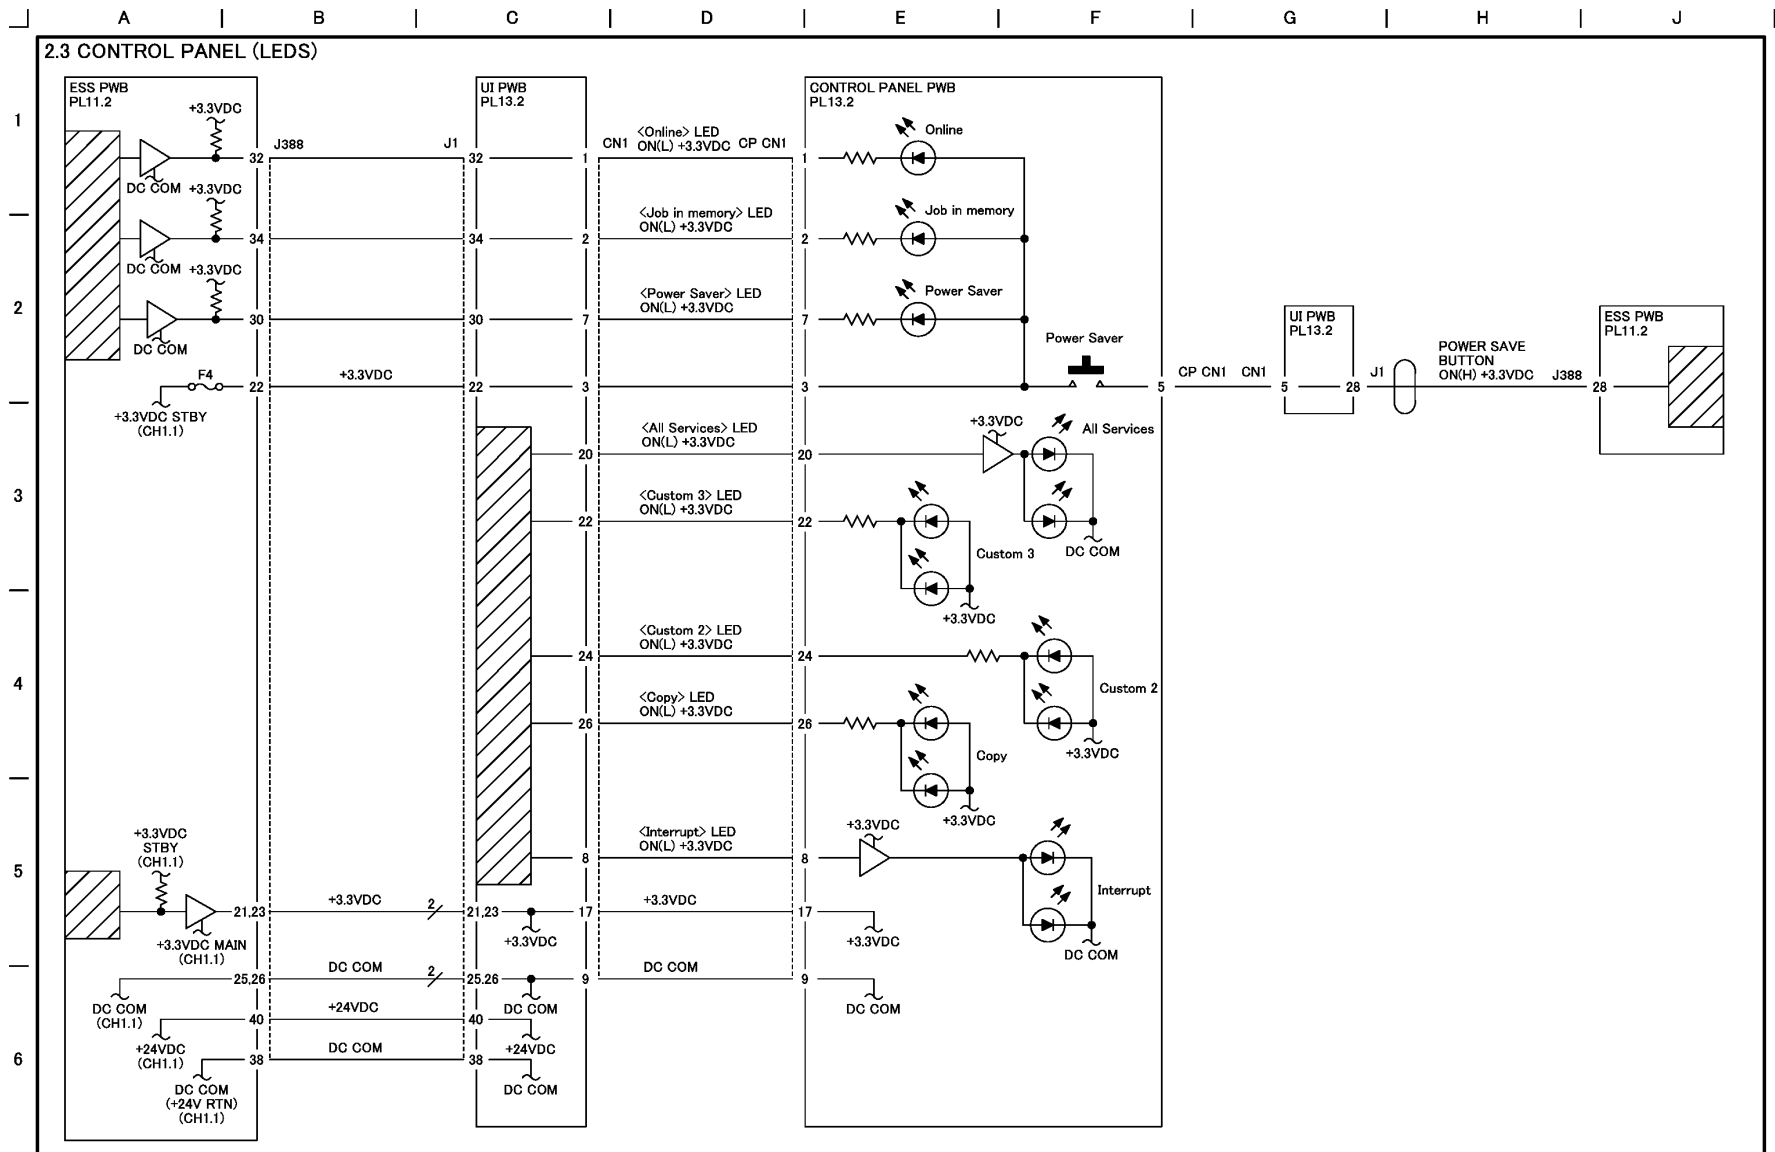 A B C D E F G H J
2.3 CONTROL PANEL (LEDS)
1
2
3
4
5
6
ESS PWB
PL11.2
+3.3VDC
DC COM
+3.3VDC
DC COM
+3.3VDC
DC COM
F4
+3.3VDC STBY
(CH1.1)
32
34
30
22
J388
+3.3VDC
J1
UI PWB
PL13.2
32
34
30
22
1
2
7
3
CN1
<Online> LED
ON(L) +3.3VDC
CP CN1
<Job in memory> LED
ON(L) +3.3VDC
<Power Saver> LED
ON(L) +3.3VDC
CONTROL PANEL PWB
PL13.2
1
2
7
3
Online
Job in memory
Power Saver
Power Saver
5
CP CN1
CN1
UI PWB
PL13.2
5
28
J1
POWER SAVE
BUTTON
ON(H) +3.3VDC
J388
ESS PWB
PL11.2
28
20
<All Services> LED
ON(L) +3.3VDC
20
+3.3VDC
All Services
DC COM
22
<Custom 3> LED
ON(L) +3.3VDC
22
Custom 3
+3.3VDC
24
<Custom 2> LED
ON(L) +3.3VDC
24
Custom 2
+3.3VDC
26
<Copy> LED
ON(L) +3.3VDC
26
Copy
+3.3VDC
8
<Interrupt> LED
ON(L) +3.3VDC
8
+3.3VDC
Interrupt
DC COM
+3.3VDC
STBY
(CH1.1)
+3.3VDC MAIN
(CH1.1)
21,23
+3.3VDC
2
21,23
+3.3VDC
17
+3.3VDC
17
+3.3VDC
DC COM
(CH1.1)
25,26
DC COM
2
25,26
DC COM
9
DC COM
9
DC COM
+24VDC
(CH1.1)
40
+24VDC
40
+24VDC
DC COM
(+24V RTN)
(CH1.1)
38
DC COM
38
DC COM